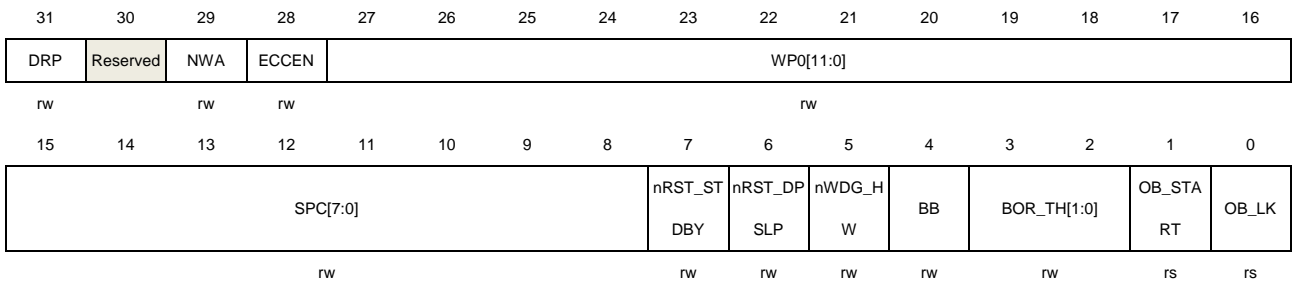 31 30 29 28 27 26 25 24 23 22 21 20 19 18 17 16
DRP Reserved NWA ECCEN WP0[11:0]
rw rw rw rw
15 14 13 12 11 10 9 8 7 6 5 4 3 2 1 0
SPC[7:0] nRST_ST nRST_DP nWDG_H BB BOR_TH[1:0] OB_STA OB_LK
DBY SLP W RT
rw rw rw rw rw rw rs rs